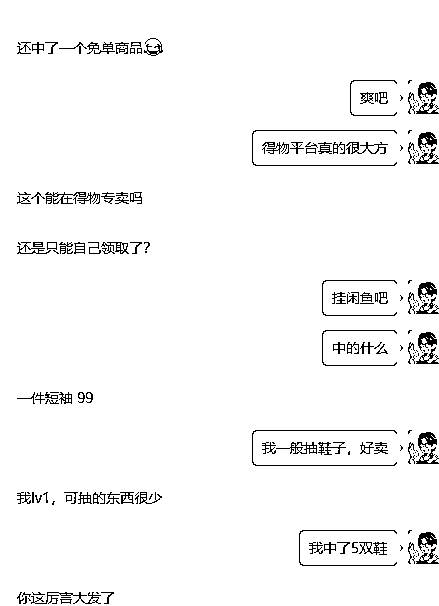 还中了一个免单商品😂
爽吧
得物平台真的很大方
这个能在得物专卖吗
还是只能自己领取了？
挂闲鱼吧
中的什么
一件短袖 99
我一般抽鞋子，好卖
我lv1，可抽的东西很少
我中了5双鞋
你这厉害大发了